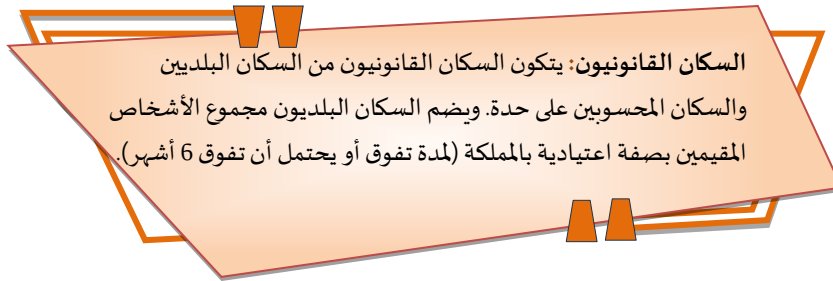 السكان القانونيون: يتكون السكان القانونيون من السكان البلديين
والسكان المحسوبين على حدة. ويضم السكان البلديون مجموع الأشخاص
المقيمين بصفة اعتيادية بالمملكة (لمدة تفوق أو يحتمل أن تفوق 6 أشهر).